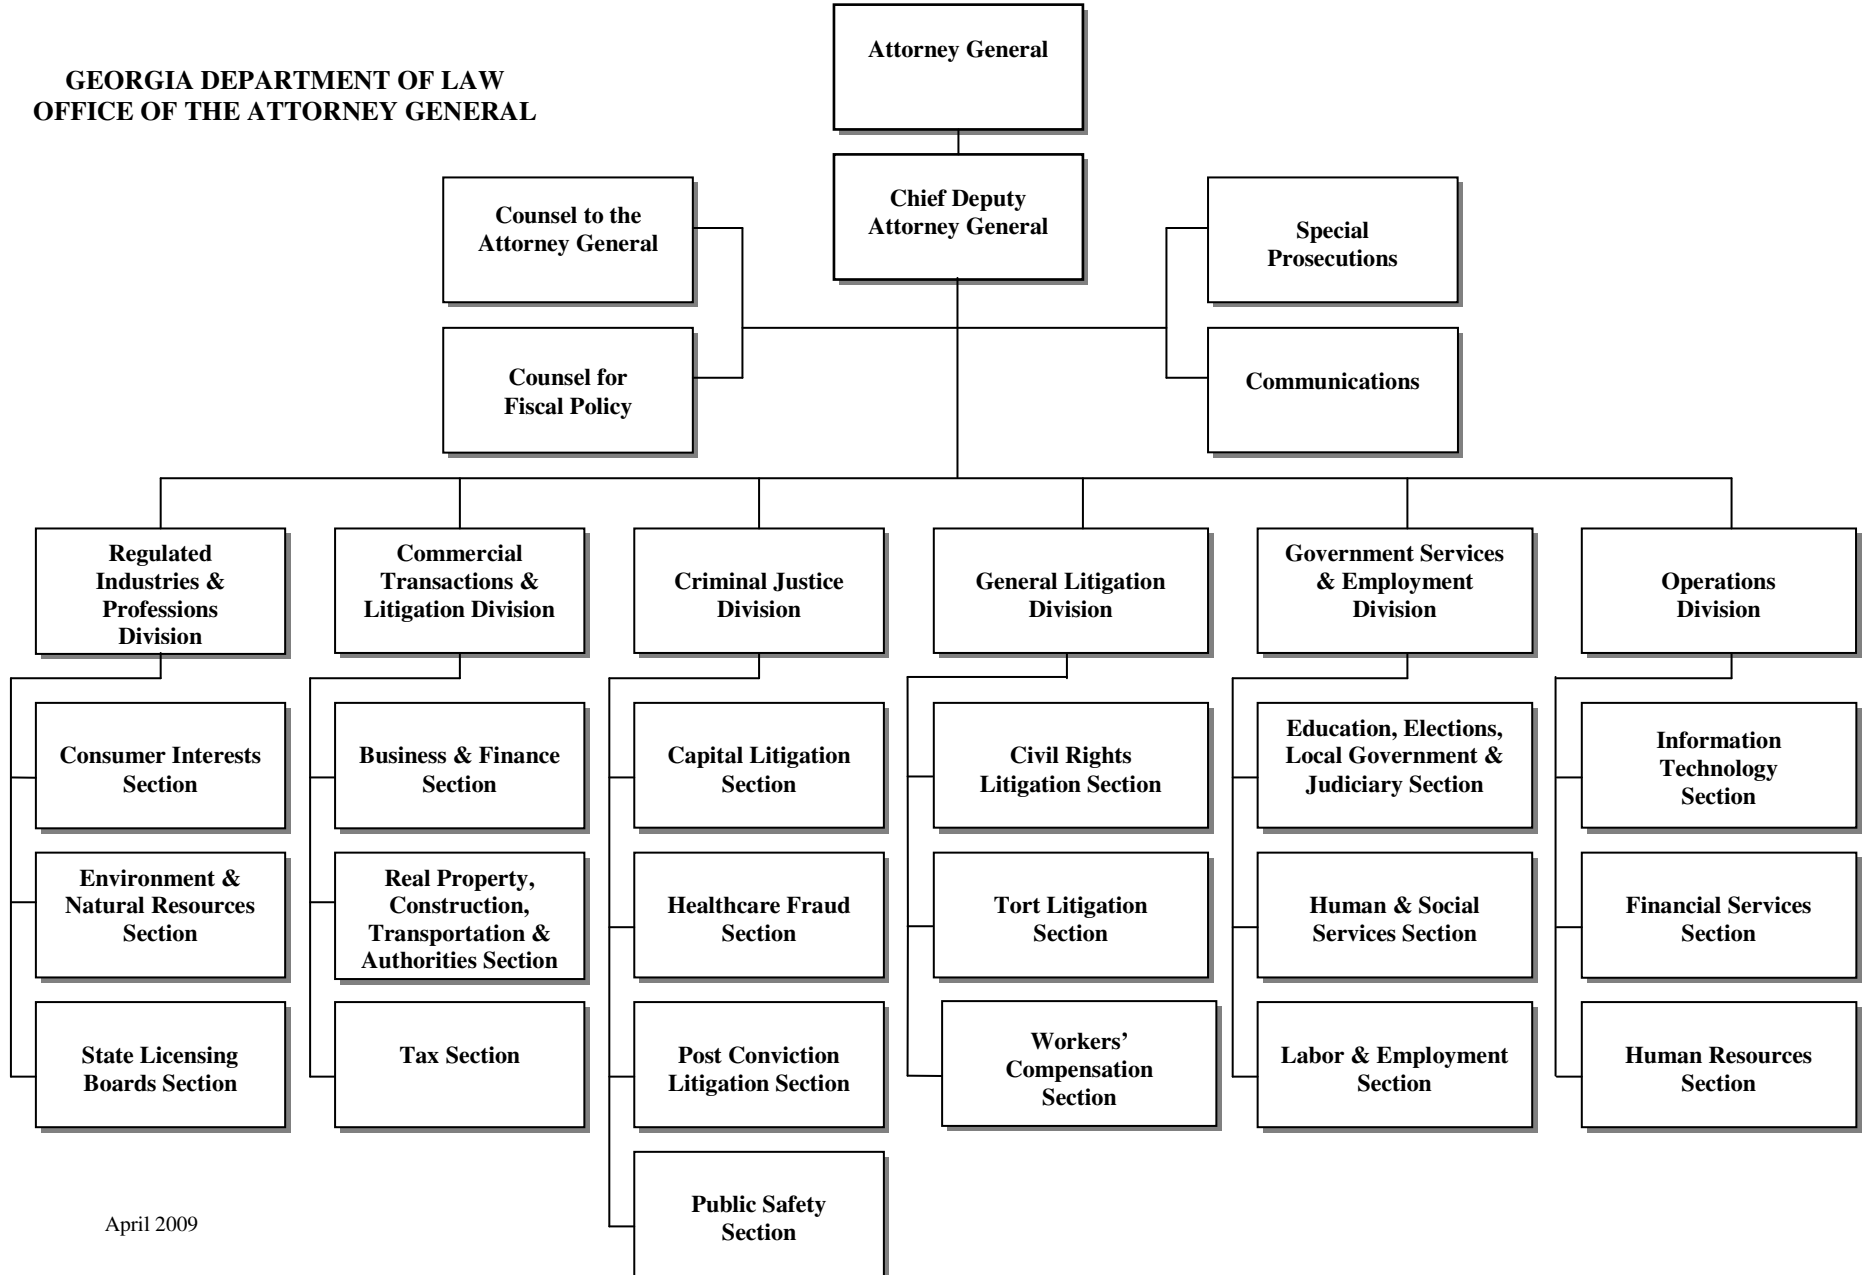 GEORGIA DEPARTMENT OF LAW
OFFICE OF THE ATTORNEY GENERAL
Attorney General
Chief Deputy
Attorney General
Counsel to the
Attorney General
Special
Prosecutions
Counsel for
Fiscal Policy
Communications
Regulated
Industries &
Professions
Division
Commercial
Transactions &
Litigation Division
Criminal Justice
Division
General Litigation
Division
Government Services
& Employment
Division
Operations
Division
Consumer Interests
Section
Business & Finance
Section
Capital Litigation
Section
Civil Rights
Litigation Section
Education, Elections,
Local Government &
Judiciary Section
Information
Technology
Section
Environment &
Natural Resources
Section
Real Property,
Construction,
Transportation &
Authorities Section
Healthcare Fraud
Section
Tort Litigation
Section
Human & Social
Services Section
Financial Services
Section
State Licensing
Boards Section
Tax Section
Post Conviction
Litigation Section
Workers’
Compensation
Section
Labor & Employment
Section
Human Resources
Section
Public Safety
Section
April 2009